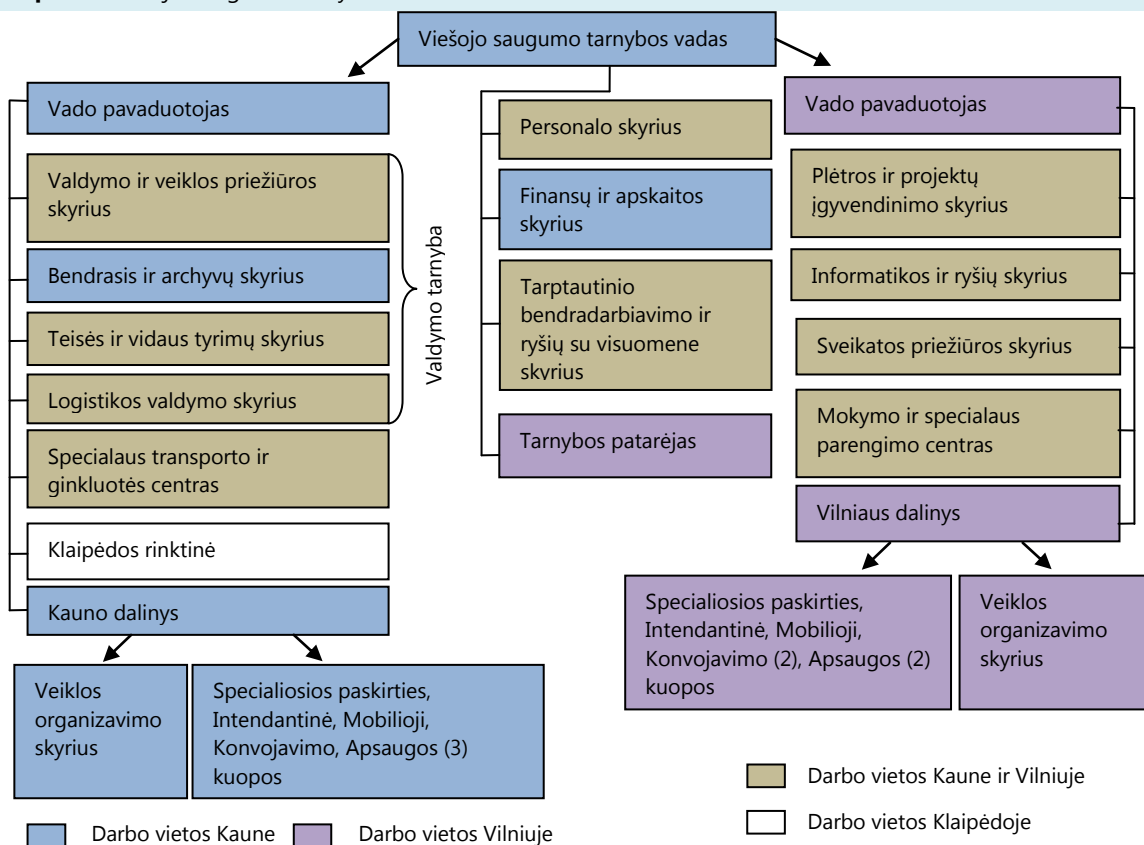 Viešojo saugumo tarnybos vadas
Vado pavaduotojas
Valdymo ir veiklos priežiūros
skyrius
Bendrasis ir archyvų skyrius
Teisės ir vidaus tyrimų skyrius
Logistikos valdymo skyrius
Valdymo tarnyba
Specialaus transporto ir
ginkluotės centras
Klaipėdos rinktinė
Kauno dalinys
Veiklos
organizavimo
skyrius
Specialiosios paskirties,
Intendantinė, Mobilioji,
Konvojavimo, Apsaugos (3)
kuopos
Personalo skyrius
Finansų ir apskaitos
skyrius
Tarptautinio
bendradarbiavimo ir
ryšių su visuomene
skyrius
Tarnybos patarėjas
Vado pavaduotojas
Plėtros ir projektų
įgyvendinimo skyrius
Informatikos ir ryšių skyrius
Sveikatos priežiūros skyrius
Mokymo ir specialaus
parengimo centras
Vilniaus dalinys
Specialiosios paskirties,
Intendantinė, Mobilioji,
Konvojavimo (2), Apsaugos (2)
kuopos
Veiklos
organizavimo
skyrius
Darbo vietos Kaune ir Vilniuje
Darbo vietos Kaune
Darbo vietos Vilniuje
Darbo vietos Klaipėdoje